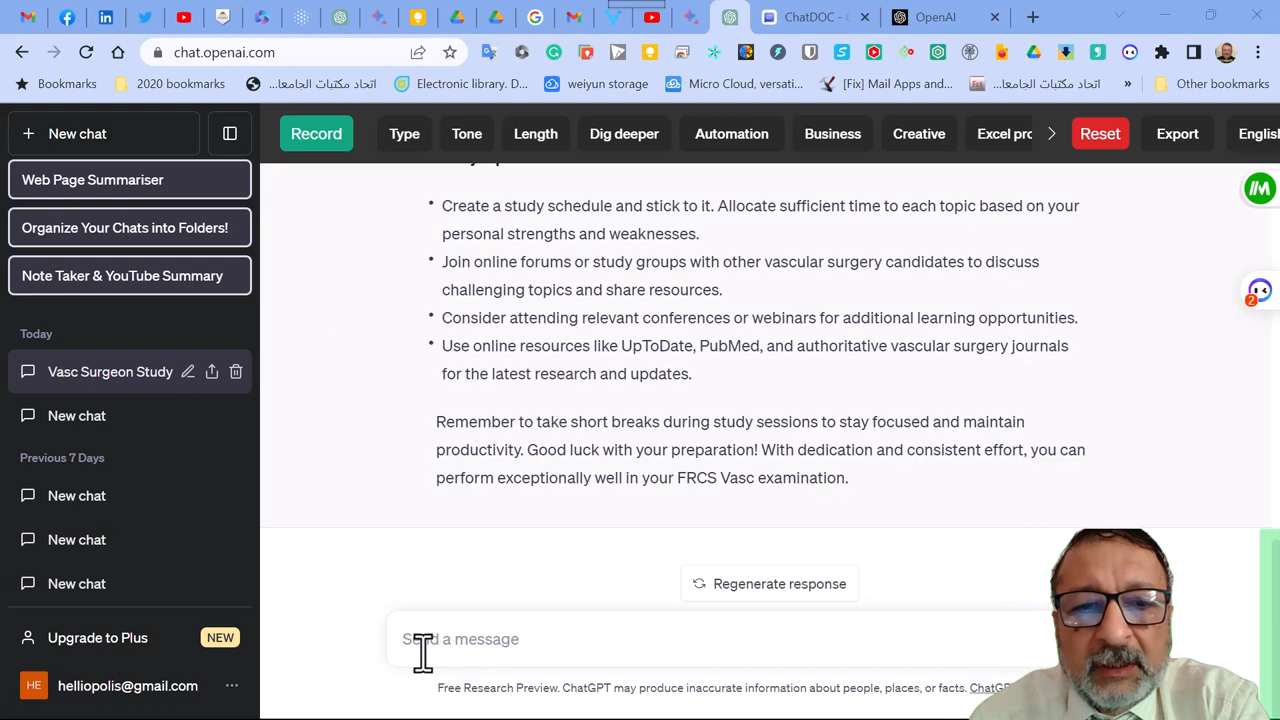 ChatDOC - C
OpenAI
chat.openai.com
Bookmarks
2020 bookmarks
اتحاد مكتبات الجامعا...
Electronic library. D...
weiyun storage
Micro Cloud, versati...
[Fix] Mail Apps and...
اتحاد مكتبات الجامعا...
»
Other bookmarks
+ New chat
Record
Type
Tone
Length
Dig deeper
Automation
Business
Creative
Excel pro
Reset
Export
English
Web Page Summariser
Organize Your Chats into Folders!
Note Taker & YouTube Summary
Today
Vasc Surgeon Study
New chat
Previous 7 Days
New chat
New chat
New chat
Upgrade to Plus
NEW
HE
helliopolis@gmail.com
• Create a study schedule and stick to it. Allocate sufficient time to each topic based on your
personal strengths and weaknesses.
• Join online forums or study groups with other vascular surgery candidates to discuss
challenging topics and share resources.
• Consider attending relevant conferences or webinars for additional learning opportunities.
• Use online resources like UpToDate, PubMed, and authoritative vascular surgery journals
for the latest research and updates.
Remember to take short breaks during study sessions to stay focused and maintain
productivity. Good luck with your preparation! With dedication and consistent effort, you can
perform exceptionally well in your FRCS Vasc examination.
2
Regenerate response
Send a message
Free Research Preview. ChatGPT may produce inaccurate information about people, places, or facts. ChatG